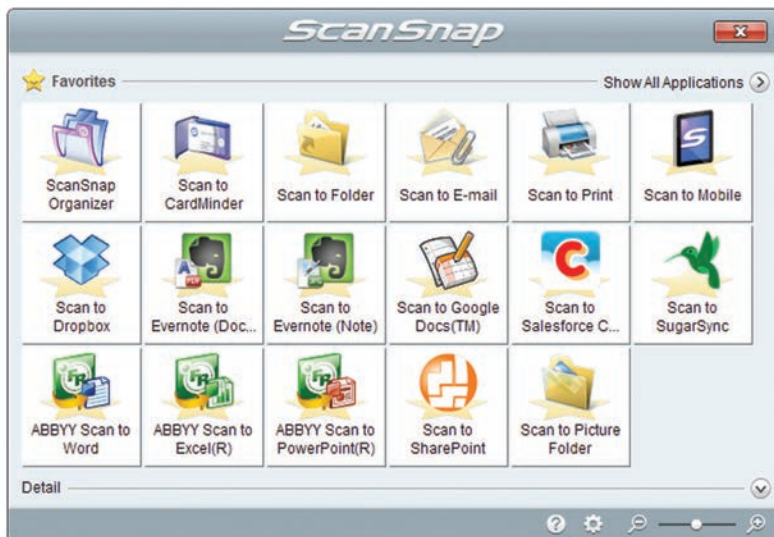 ScanSnap
Favorites
Show All Applications
ScanSnap
Organizer
Scan to
CardMinder
Scan to Folder
Scan to E-mail
Scan to Print
Scan to Mobile
Scan to
Dropbox
Scan to
Evernote (Doc...
Scan to
Evernote (Note)
Scan to Google
Docs(TM)
Scan to
Salesforce C...
Scan to
SugarSync
ABBYY Scan to
Word
ABBYY Scan to
Excel(R)
ABBYY Scan to
PowerPoint(R)
Scan to
SharePoint
Scan to Picture
Folder
Detail